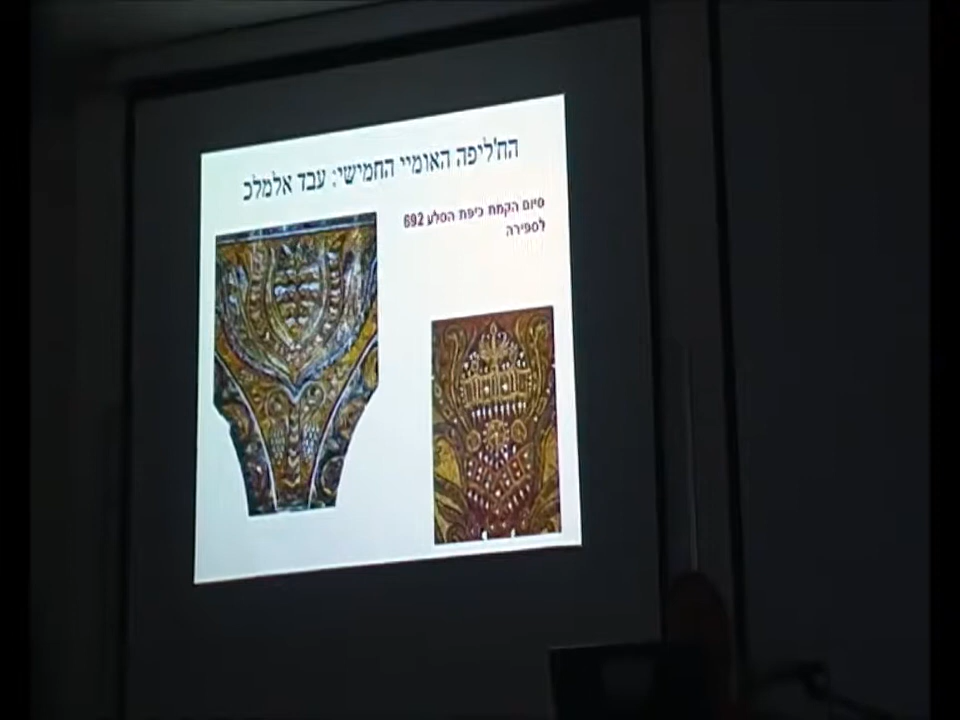 הח'ליפה האומיי החמישי: עבד אלמלכ
סיום הקמת כיפת הסלע 692
לספירה